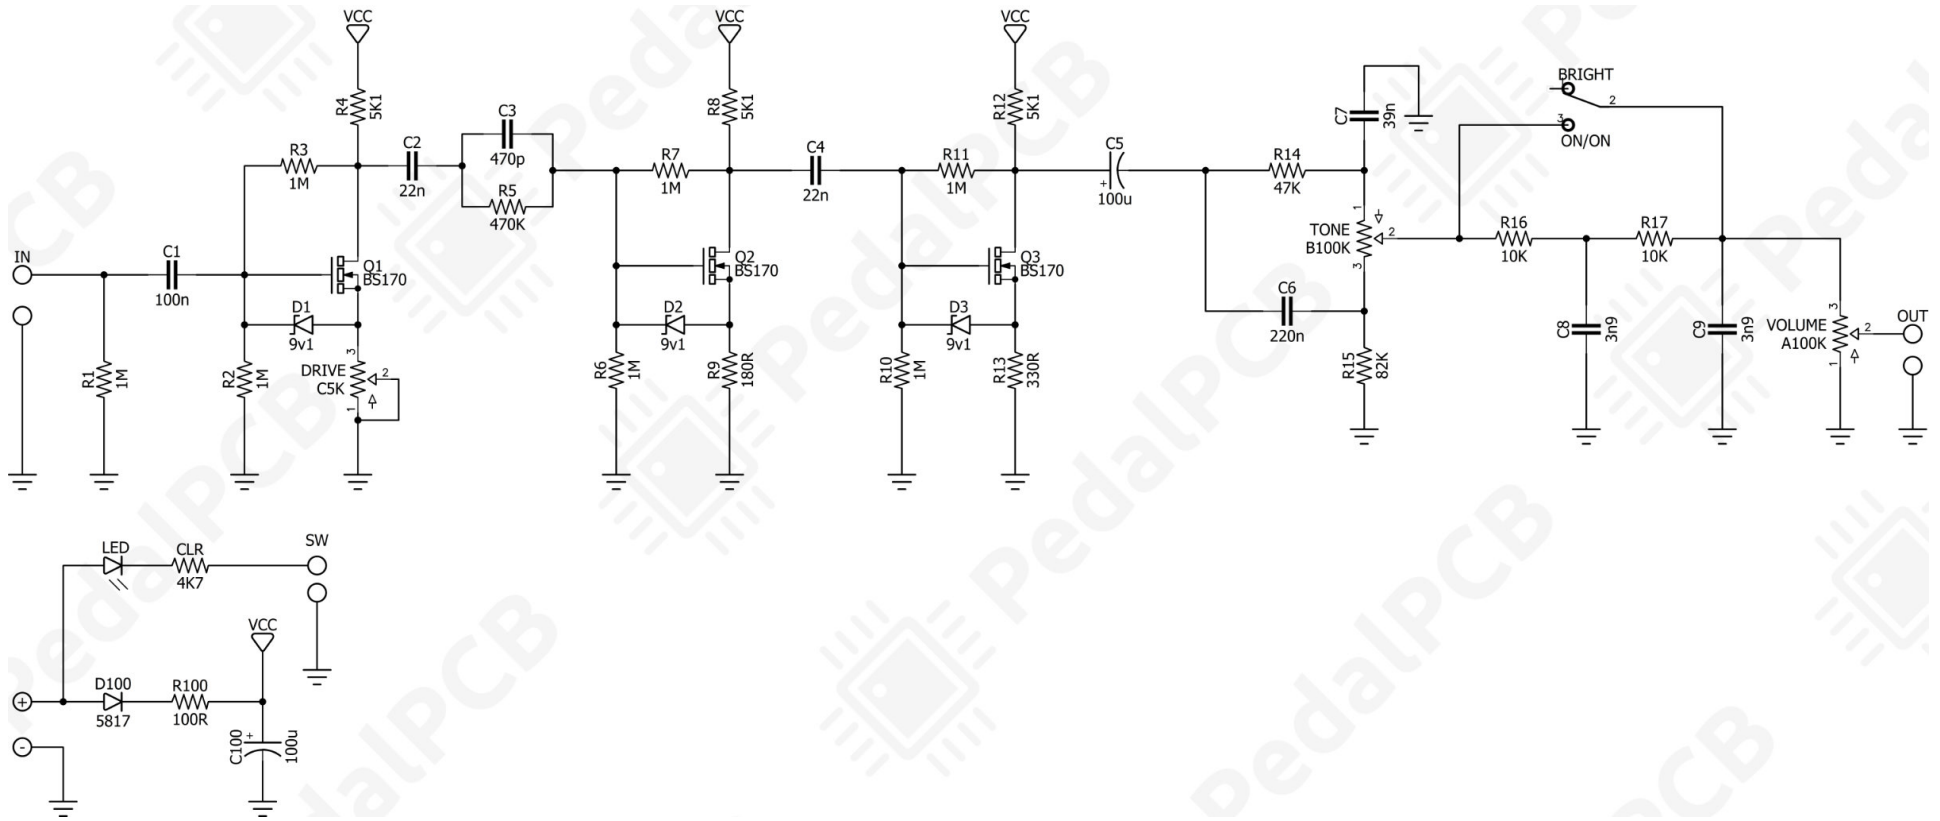 VCC
VCC
VCC
R4
5K1
R8
5K1
R12
5K1
C7
39n
BRIGHT
1
2
3
ON/ON
R3
1M
C2
22n
C3
470p
R5
470K
R7
1M
C4
22n
R11
1M
C5
+
100u
R14
47K
TONE
B100K
1
2
3
R16
10K
R17
10K
IN
C1
100n
Q1
BS170
Q2
BS170
Q3
BS170
C6
220n
D1
9v1
D2
9v1
D3
9v1
C8
3n9
C9
3n9
VOLUME
A100K
3
2
1
OUT
R1
1M
R2
1M
DRIVE
C5K
3
2
1
R6
1M
R9
180R
R10
1M
R13
330R
R15
82K
LED
CLR
4K7
SW
VCC
+
D100
5817
R100
100R
-
C100
+
100u
PedalPCB
PedalPCB
PedalPCB
PedalPCB
PedalPCB